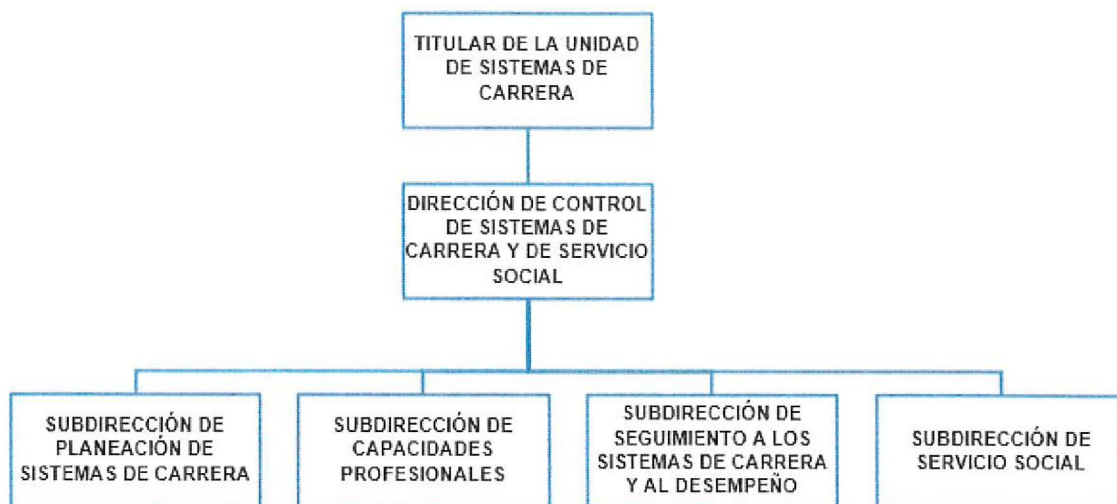 TITULAR DE LA UNIDAD
DE SISTEMAS DE
CARRERA
DIRECCIÓN DE CONTROL
DE SISTEMAS DE
CARRERA Y DE SERVICIO
SOCIAL
SUBDIRECCIÓN DE
PLANEACIÓN DE
SISTEMAS DE CARRERA
SUBDIRECCIÓN DE
CAPACIDADES
PROFESIONALES
SUBDIRECCIÓN DE
SEGUIMIENTO A LOS
SISTEMAS DE CARRERA
Y AL DESEMPEÑO
SUBDIRECCIÓN DE
SERVICIO SOCIAL